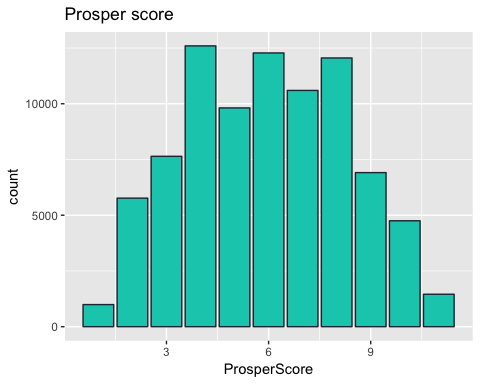 Prosper score
count
10000
5000
0
3 6 9
ProsperScore